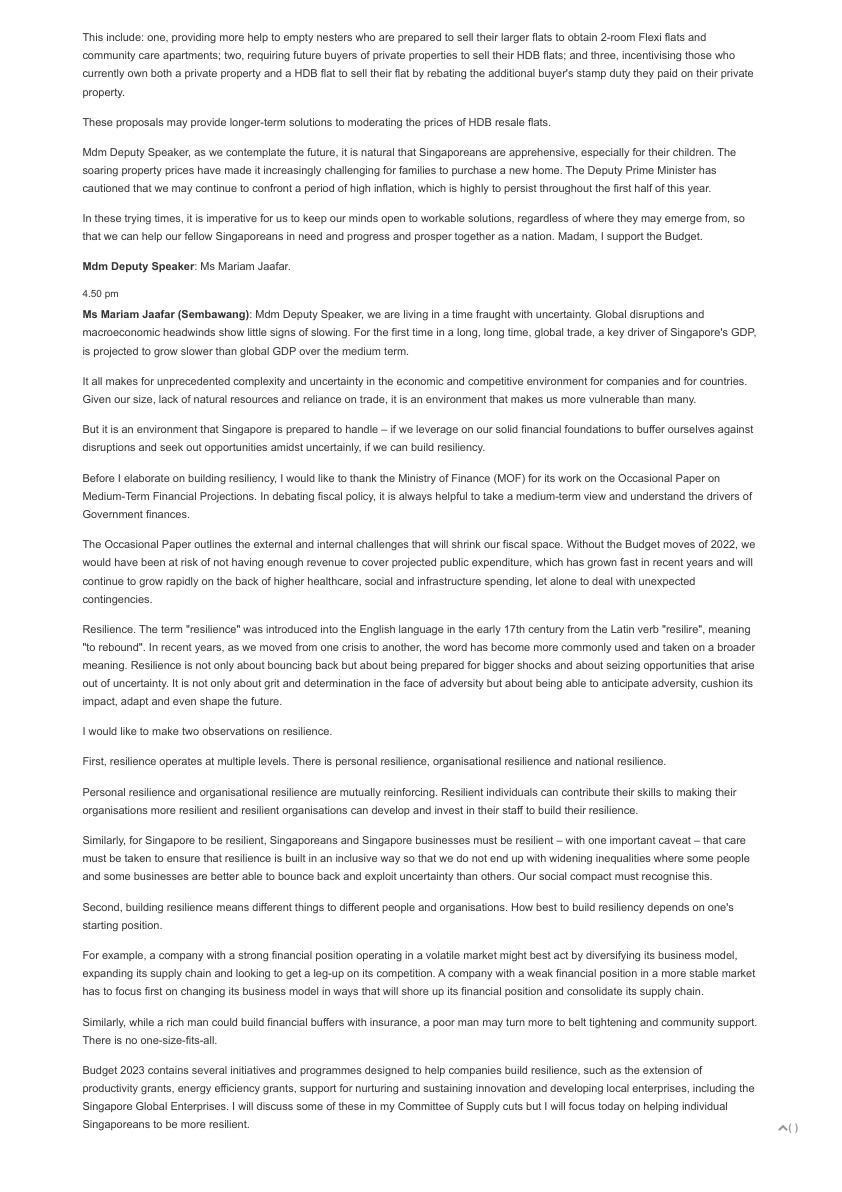 This include: one, providing more help to empty nesters who are prepared to sell their larger flats to obtain 2-room Flexi flats and
community care apartments; two, requiring future buyers of private properties to sell their HDB flats; and three, incentivising those who
currently own both a private property and a HDB flat to sell their flat by rebating the additional buyer's stamp duty they paid on their private
property.
These proposals may provide longer-term solutions to moderating the prices of HDB resale flats.
Mdm Deputy Speaker, as we contemplate the future, it is natural that Singaporeans are apprehensive, especially for their children. The
soaring property prices have made it increasingly challenging for families to purchase a new home. The Deputy Prime Minister has
cautioned that we may continue to confront a period of high inflation, which is highly to persist throughout the first half of this year.
In these trying times, it is imperative for us to keep our minds open to workable solutions, regardless of where they may emerge from, so
that we can help our fellow Singaporeans in need and progress and prosper together as a nation. Madam, I support the Budget.
Mdm Deputy Speaker: Ms Mariam Jaafar.
4.50 pm
Ms Mariam Jaafar (Sembawang): Mdm Deputy Speaker, we are living in a time fraught with uncertainty. Global disruptions and
macroeconomic headwinds show little signs of slowing. For the first time in a long, long time, global trade, a key driver of Singapore's GDP,
is projected to grow slower than global GDP over the medium term.
It all makes for unprecedented complexity and uncertainty in the economic and competitive environment for companies and for countries.
Given our size, lack of natural resources and reliance on trade, it is an environment that makes us more vulnerable than many.
But it is an environment that Singapore is prepared to handle – if we leverage on our solid financial foundations to buffer ourselves against
disruptions and seek out opportunities amidst uncertainly, if we can build resiliency.
Before I elaborate on building resiliency, I would like to thank the Ministry of Finance (MOF) for its work on the Occasional Paper on
Medium-Term Financial Projections. In debating fiscal policy, it is always helpful to take a medium-term view and understand the drivers of
Government finances.
The Occasional Paper outlines the external and internal challenges that will shrink our fiscal space. Without the Budget moves of 2022, we
would have been at risk of not having enough revenue to cover projected public expenditure, which has grown fast in recent years and will
continue to grow rapidly on the back of higher healthcare, social and infrastructure spending, let alone to deal with unexpected
contingencies.
Resilience. The term "resilience" was introduced into the English language in the early 17th century from the Latin verb "resilire", meaning
"to rebound". In recent years, as we moved from one crisis to another, the word has become more commonly used and taken on a broader
meaning. Resilience is not only about bouncing back but about being prepared for bigger shocks and about seizing opportunities that arise
out of uncertainty. It is not only about grit and determination in the face of adversity but about being able to anticipate adversity, cushion its
impact, adapt and even shape the future.
I would like to make two observations on resilience.
First, resilience operates at multiple levels. There is personal resilience, organisational resilience and national resilience.
Personal resilience and organisational resilience are mutually reinforcing. Resilient individuals can contribute their skills to making their
organisations more resilient and resilient organisations can develop and invest in their staff to build their resilience.
Similarly, for Singapore to be resilient, Singaporeans and Singapore businesses must be resilient – with one important caveat – that care
must be taken to ensure that resilience is built in an inclusive way so that we do not end up with widening inequalities where some people
and some businesses are better able to bounce back and exploit uncertainty than others. Our social compact must recognise this.
Second, building resilience means different things to different people and organisations. How best to build resiliency depends on one's
starting position.
For example, a company with a strong financial position operating in a volatile market might best act by diversifying its business model,
expanding its supply chain and looking to get a leg-up on its competition. A company with a weak financial position in a more stable market
has to focus first on changing its business model in ways that will shore up its financial position and consolidate its supply chain.
Similarly, while a rich man could build financial buffers with insurance, a poor man may turn more to belt tightening and community support.
There is no one-size-fits-all.
Budget 2023 contains several initiatives and programmes designed to help companies build resilience, such as the extension of
productivity grants, energy efficiency grants, support for nurturing and sustaining innovation and developing local enterprises, including the
Singapore Global Enterprises. I will discuss some of these in my Committee of Supply cuts but I will focus today on helping individual
Singaporeans to be more resilient.
( )